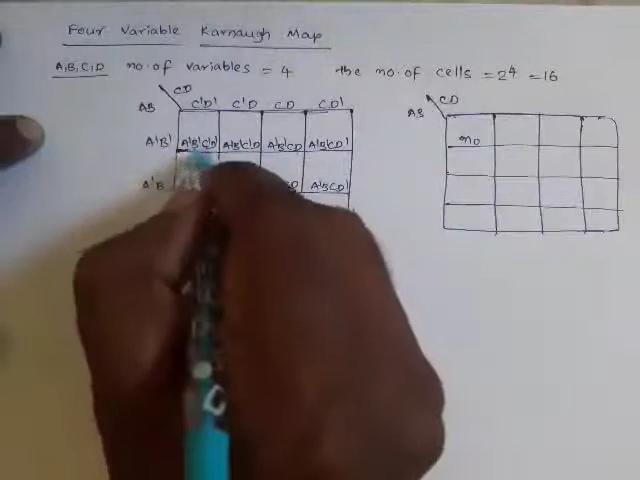 Four Variable Karnaugh Map
A,B,C,D no.of variables = 4 the no.of cells = 2⁴ = 16
CD
AB C'D' C'D CD CD'
CD
AB
A'B' A'B'C'D' A'B'C'D A'B'CD A'B'CD'
m0
A'B A'BCD'